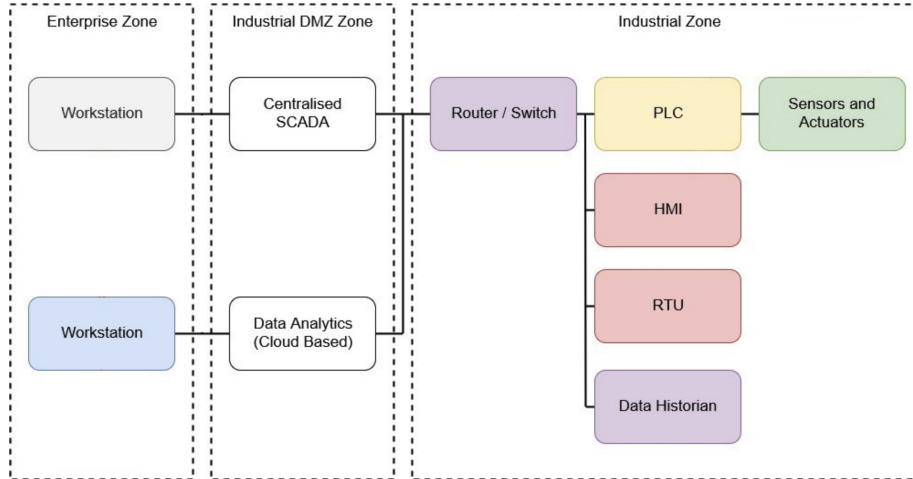 Enterprise Zone
Industrial DMZ Zone
Industrial Zone
Workstation
Centralised
SCADA
Router / Switch
PLC
Sensors and
Actuators
HMI
RTU
Workstation
Data Analytics
(Cloud Based)
Data Historian